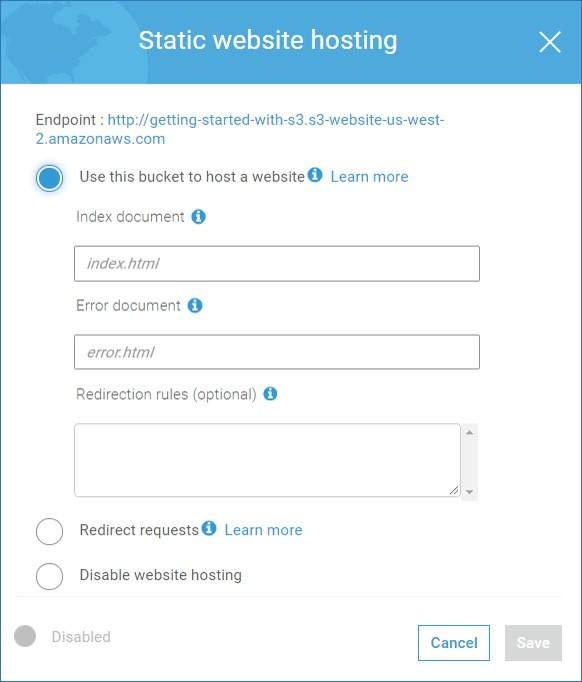 Static website hosting
Endpoint : http://getting-started-with-s3.s3-website-us-west-
2.amazonaws.com
Use this bucket to host a website Learn more
Index document
index.html
Error document
error.html
Redirection rules (optional)
Redirect requests Learn more
Disable website hosting
Disabled
Cancel Save